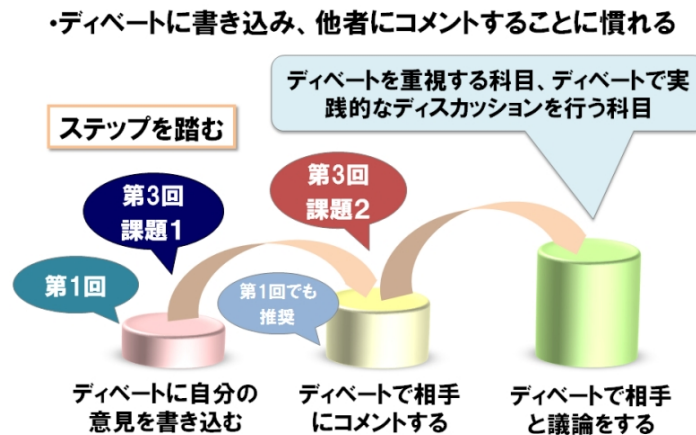 ・ディベートに書き込み、他者にコメントすることに慣れる
ディベートを重視する科目、ディベートで実
践的なディスカッションを行う科目
ステップを踏む
第3回
課題1
第3回
課題2
第1回
第1回でも
推奨
ディベートに自分の
意見を書き込む
ディベートで相手
にコメントする
ディベートで相手
と議論をする